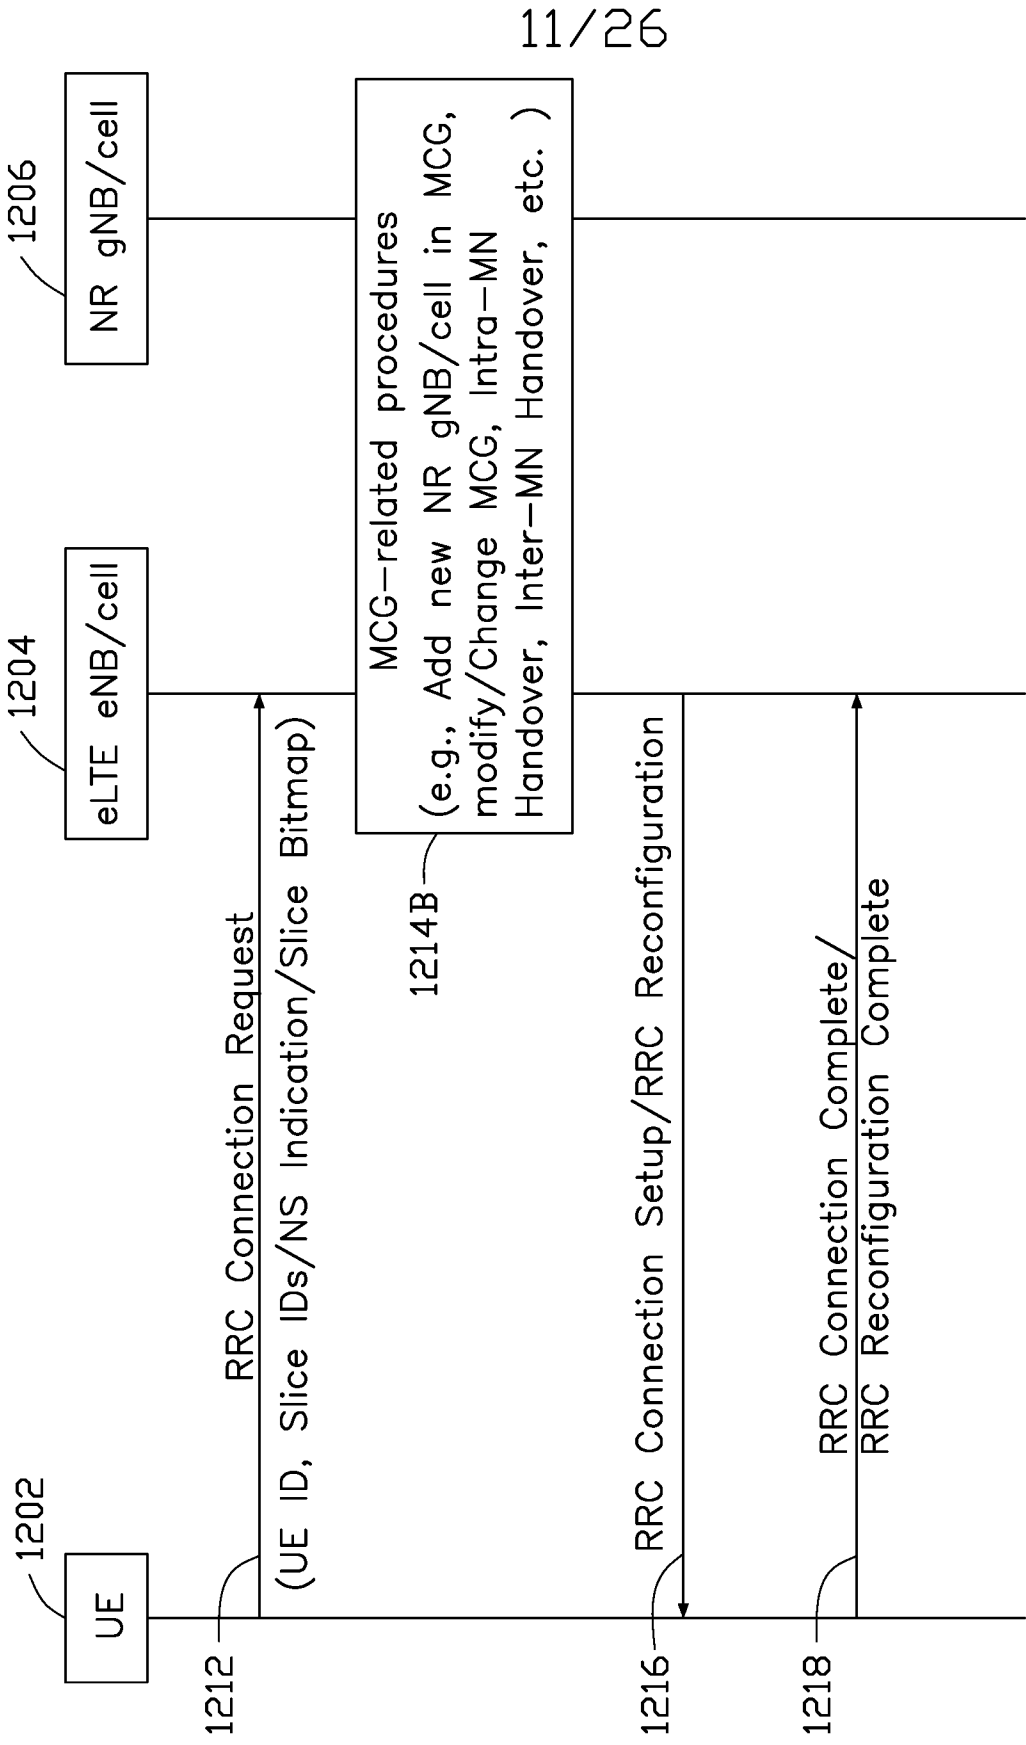 11/26
1202
UE
1204
eLTE eNB/cell
1206
NR gNB/cell
1212
RRC Connection Request
(UE ID, Slice IDs/NS Indication/Slice Bitmap)
1214B
MCG-related procedures
(e.g., Add new NR gNB/cell in MCG,
modify/Change MCG, Intra-MN
Handover, Inter-MN Handover, etc. )
1216
RRC Connection Setup/RRC Reconfiguration
1218
RRC Connection Complete/
RRC Reconfiguration Complete